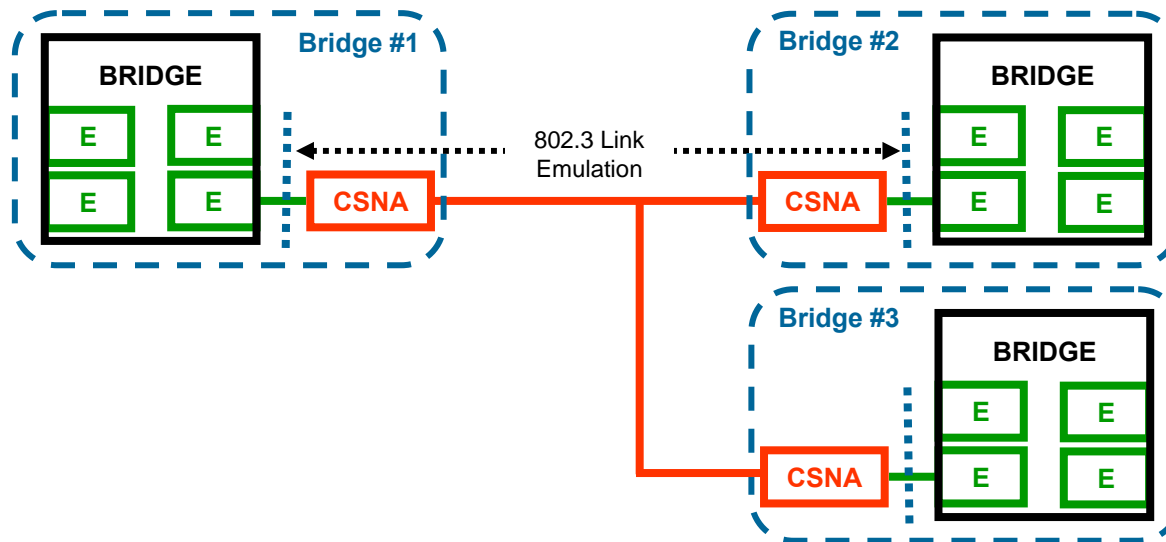 Bridge #1
BRIDGE
E E
E E
CSNA
802.3 Link
Emulation
Bridge #2
BRIDGE
E E
E E
CSNA
Bridge #3
BRIDGE
E E
E E
CSNA